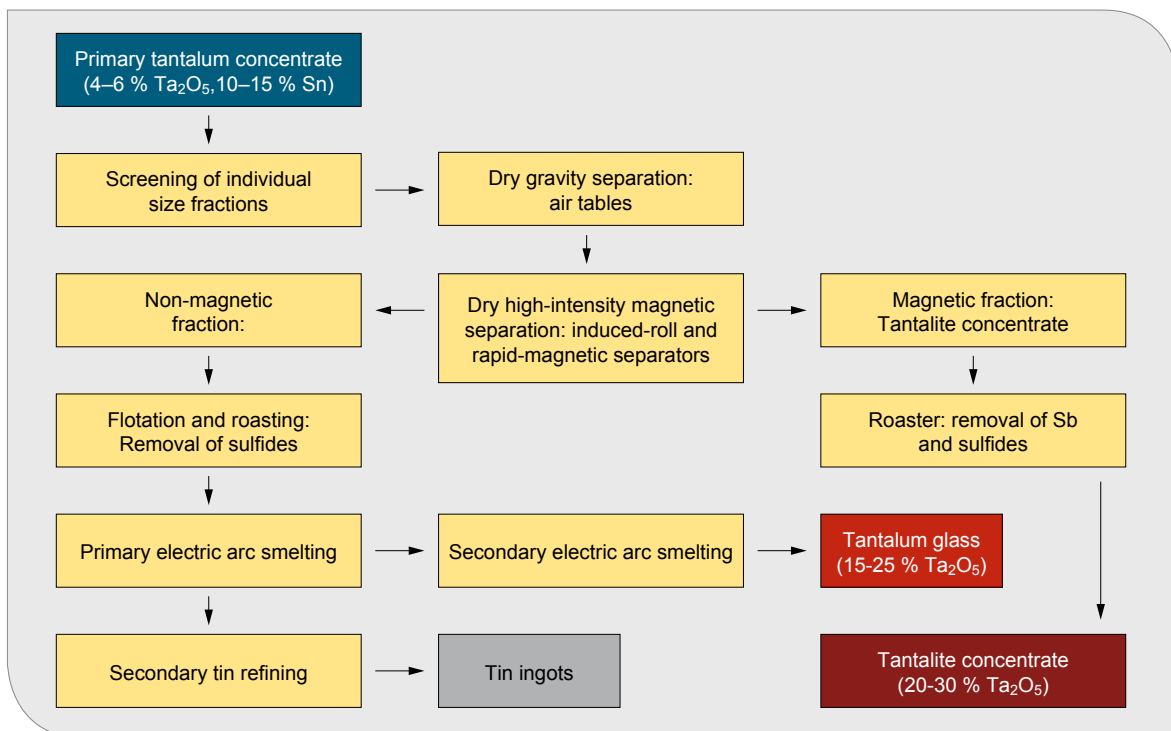 Primary tantalum concentrate
(4–6 % Ta₂O₅,10–15 % Sn)
Screening of individual
size fractions
Dry gravity separation:
air tables
Non-magnetic
fraction:
Dry high-intensity magnetic
separation: induced-roll and
rapid-magnetic separators
Magnetic fraction:
Tantalite concentrate
Flotation and roasting:
Removal of sulfides
Roaster: removal of Sb
and sulfides
Primary electric arc smelting
Secondary electric arc smelting
Tantalum glass
(15-25 % Ta₂O₅)
Secondary tin refining
Tin ingots
Tantalite concentrate
(20-30 % Ta₂O₅)